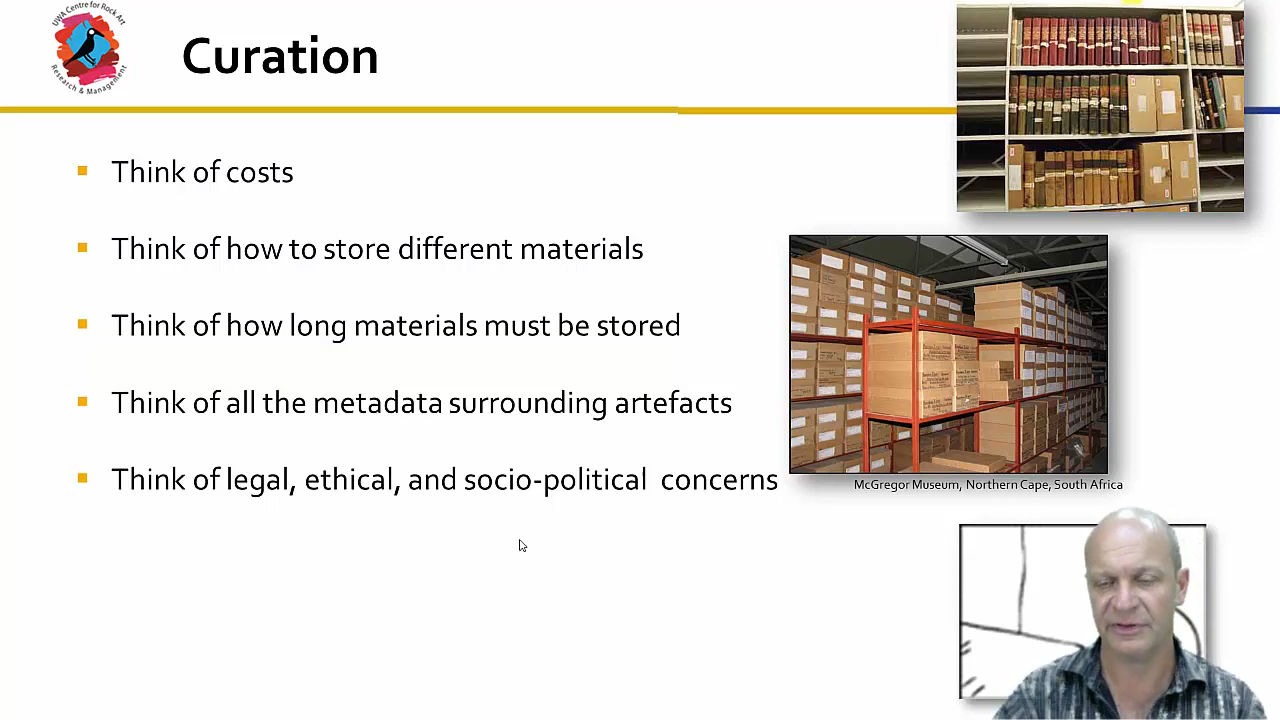 UWA Centre for Rock Art
Research & Management
Curation
Think of costs
Think of how to store different materials
Think of how long materials must be stored
Think of all the metadata surrounding artefacts
Think of legal, ethical, and socio-political concerns
McGregor Museum, Northern Cape, South Africa